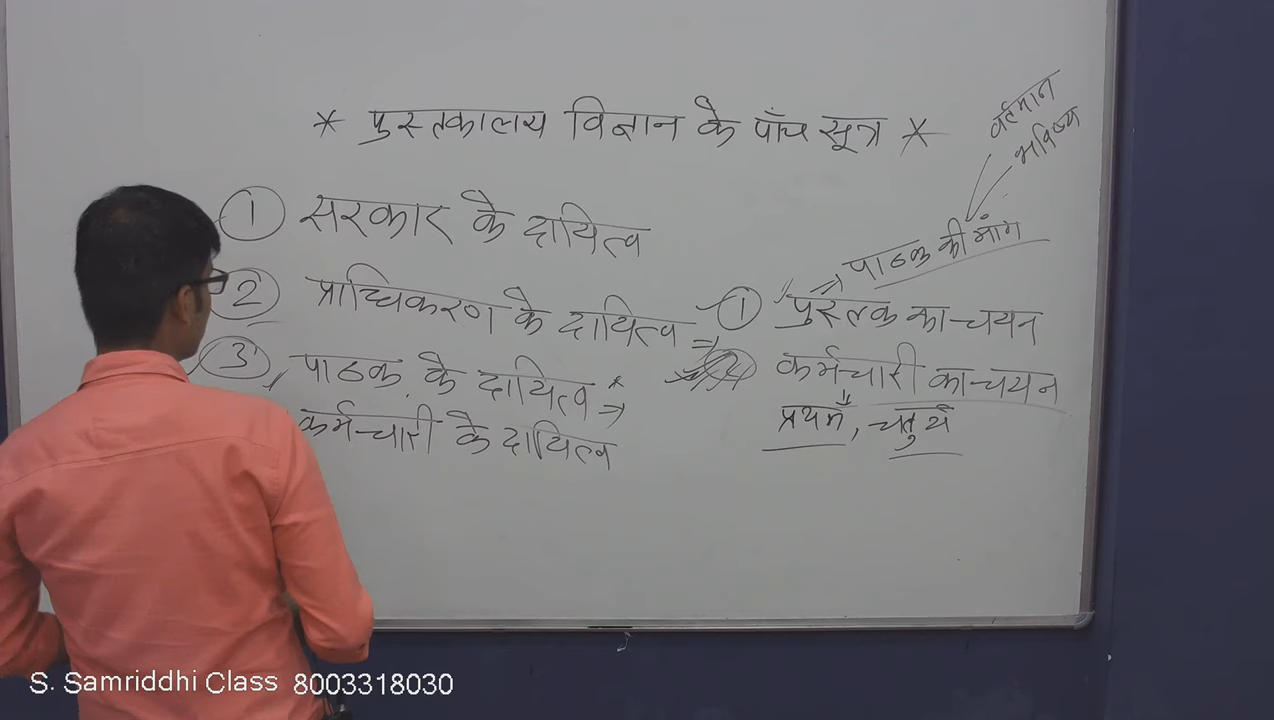 * पुस्तकालय विज्ञान के पाँच सूत्र *
① सरकार के दायित्व
② प्राधिकरण के दायित्व ⇒
③ पाठक के दायित्व * ⇒
कर्मचारी के दायित्व
वर्तमान
भविष्य
⇒ पाठक की मांग
① पुस्तक का चयन
कर्मचारी का चयन
प्रथम, चतुर्थ
S. Samriddhi Class 8003318030